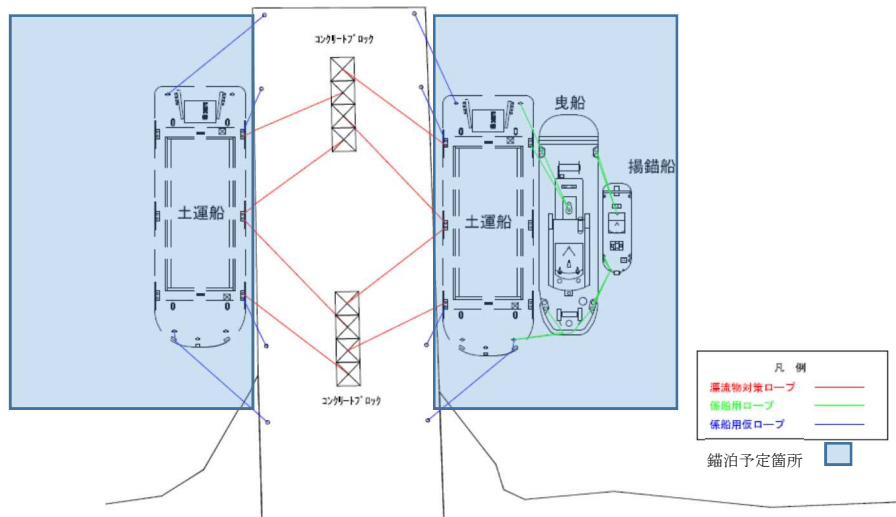 コンクリートブロック
曳船
揚錨船
土運船
土運船
コンクリートブロック
凡 例
漂流物対策ロープ
係船用ロープ
係船用仮ロープ
錨泊予定箇所